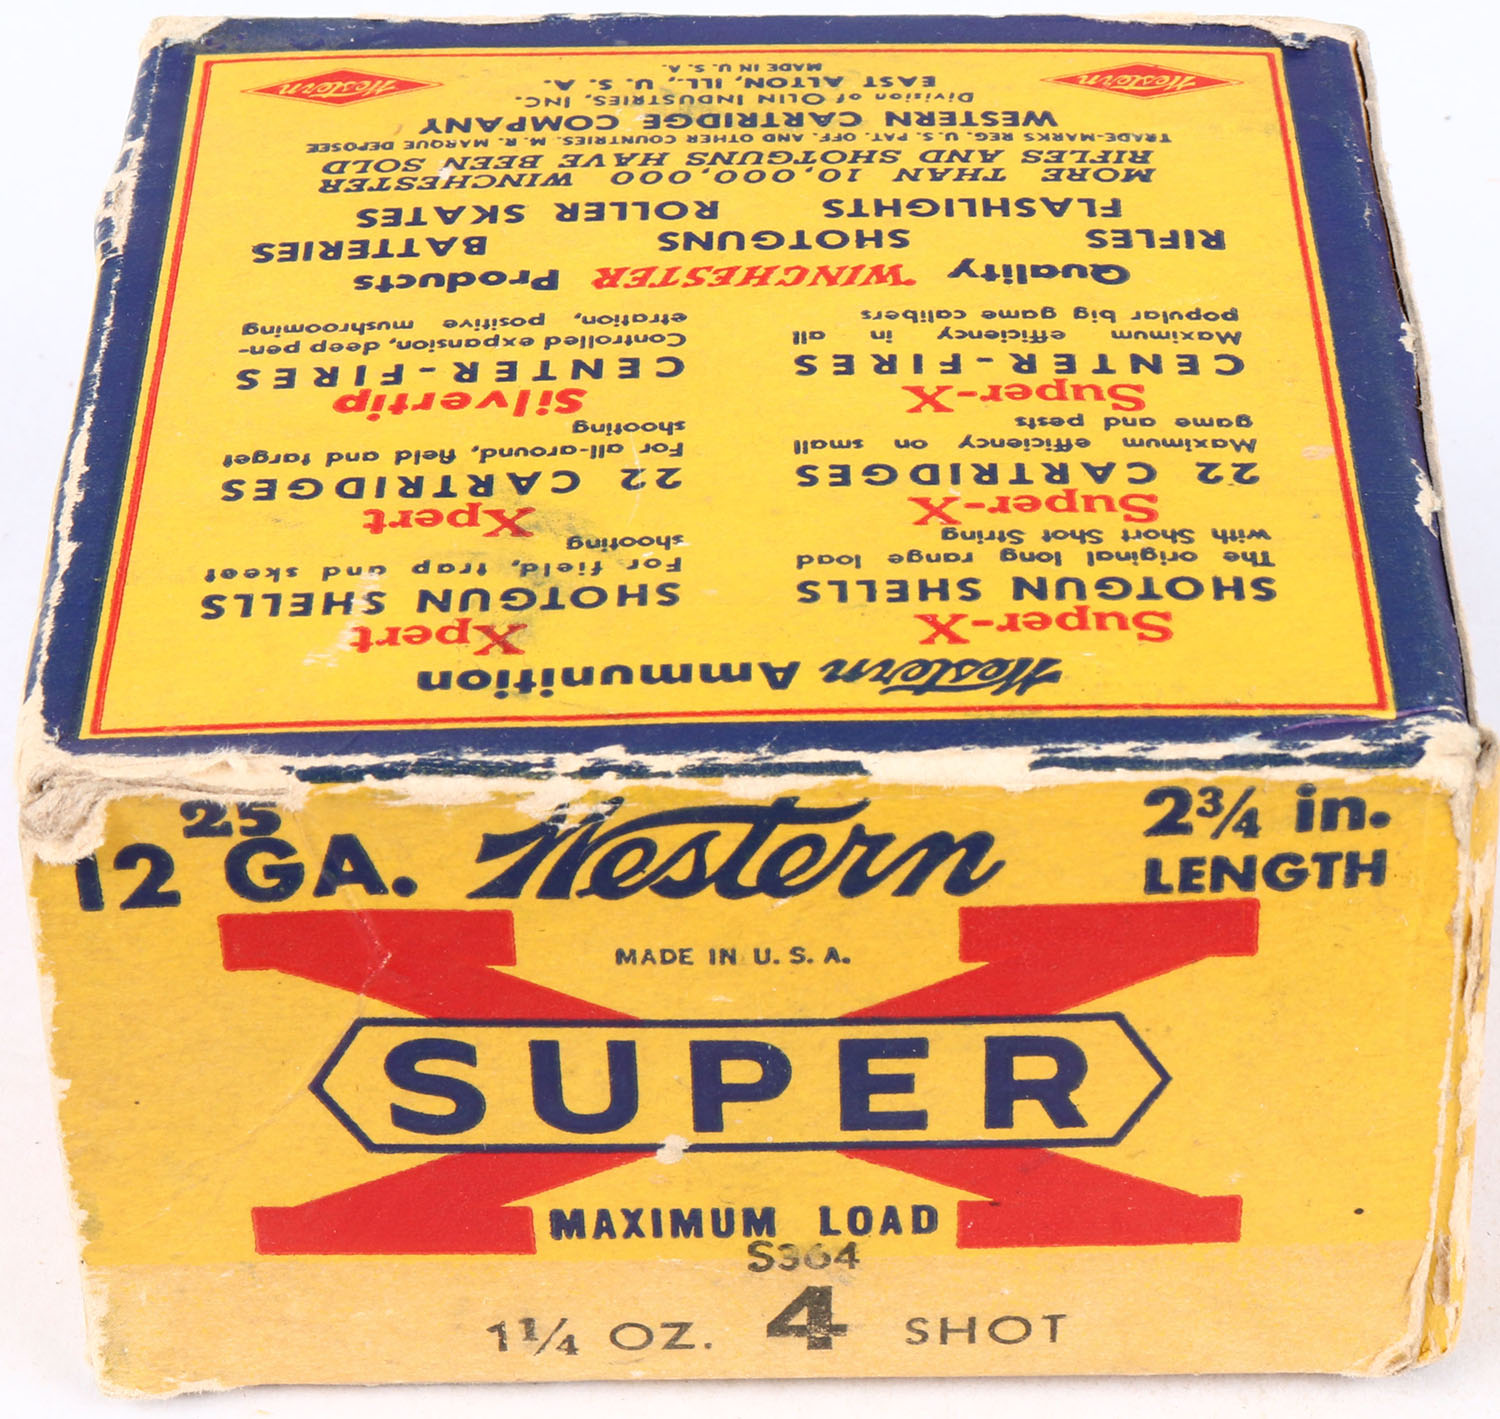 Western Ammunition
Super-X
SHOTGUN SHELLS
The original long range load
with Short Shot String
Xpert
SHOTGUN SHELLS
For field, trap and skeet
shooting
Super-X
22 CARTRIDGES
Maximum efficiency on small
game and pests
Xpert
22 CARTRIDGES
For all-around, field and target
shooting
Super-X
CENTER-FIRES
Maximum efficiency in all
popular big game calibers
Silvertip
CENTER-FIRES
Controlled expansion, deep pen-
etration, positive mushrooming
Quality WINCHESTER Products
RIFLES SHOTGUNS BATTERIES
FLASHLIGHTS ROLLER SKATES
MORE THAN 10,000,000 WINCHESTER
RIFLES AND SHOTGUNS HAVE BEEN SOLD
TRADE-MARKS REG. U.S. PAT. OFF. AND OTHER COUNTRIES. M. R. MARQUE DEPOSEE
WESTERN CARTRIDGE COMPANY
Division of OLIN INDUSTRIES, INC.
EAST ALTON, ILL., U. S. A.
MADE IN U. S. A.
Western
Western
25
12 GA.
Western
2¾ in.
LENGTH
MADE IN U. S. A.
SUPER
X
MAXIMUM LOAD
S364
1¼ OZ. 4 SHOT